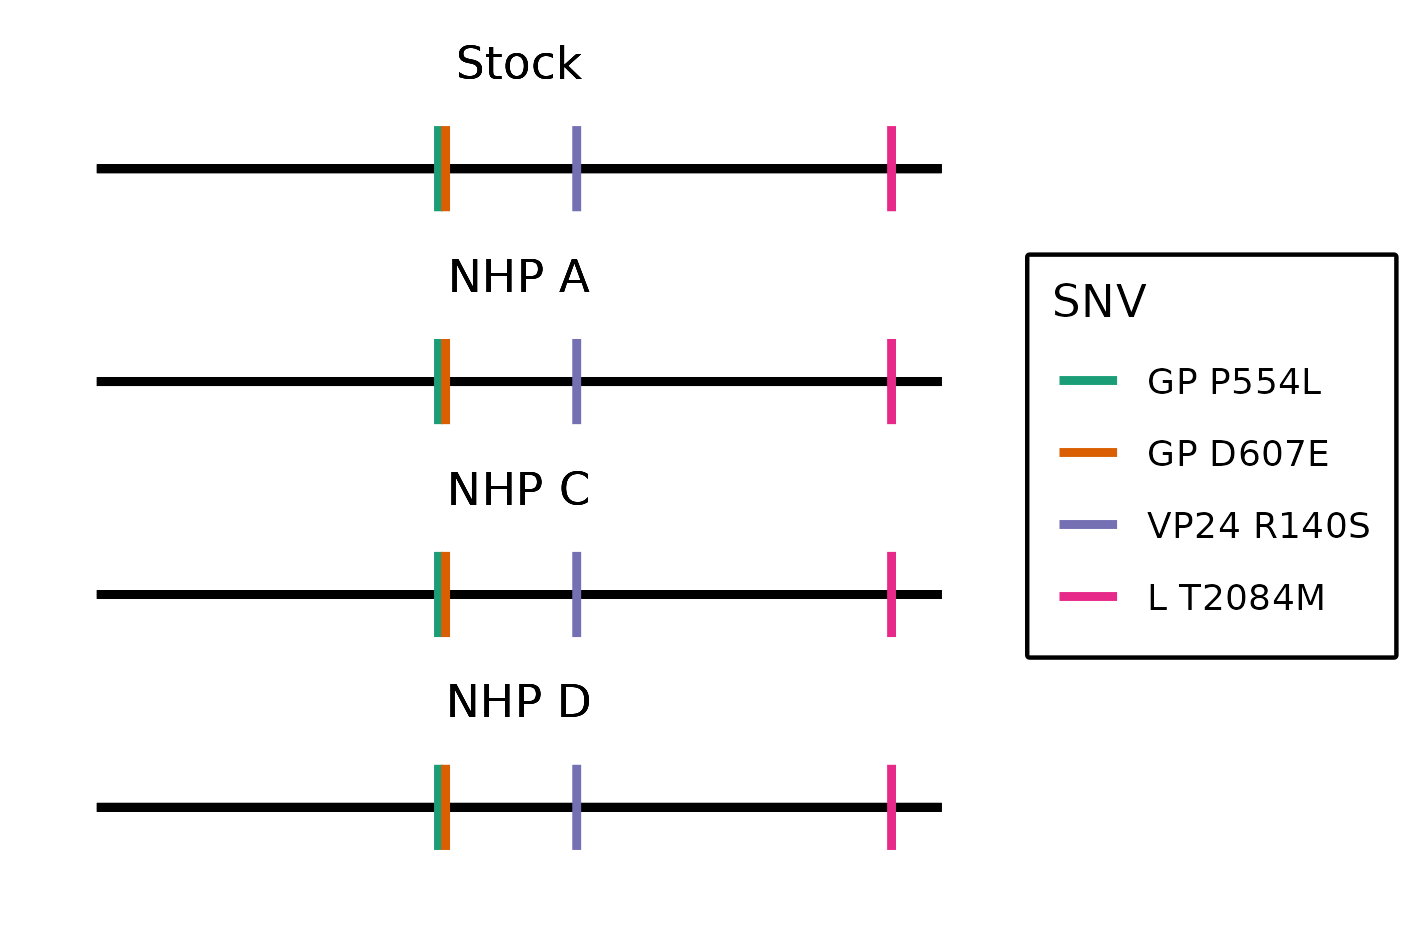 Stock
NHP A
NHP C
NHP D
SNV
GP P554L
GP D607E
VP24 R140S
L T2084M